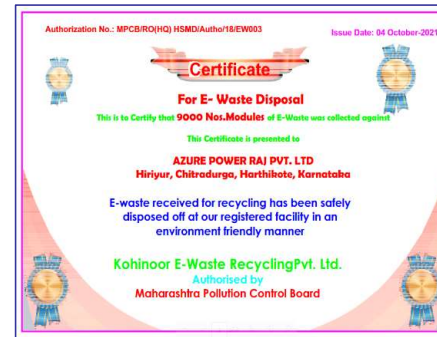 Authorization No.: MPCB/RO(HQ) HSMD/Autho/18/EW003
Issue Date: 04 October-2021
Certificate
For E- Waste Disposal
This is to Certify that 9000 Nos.Modules of E-Waste was collected against
This Certificate is presented to
AZURE POWER RAJ PVT. LTD
Hiriyur, Chitradurga, Harthikote, Karnataka
E-waste received for recycling has been safely
disposed off at our registered facility in an
environment friendly manner
Kohinoor E-Waste RecyclingPvt. Ltd.
Authorised by
Maharashtra Pollution Control Board